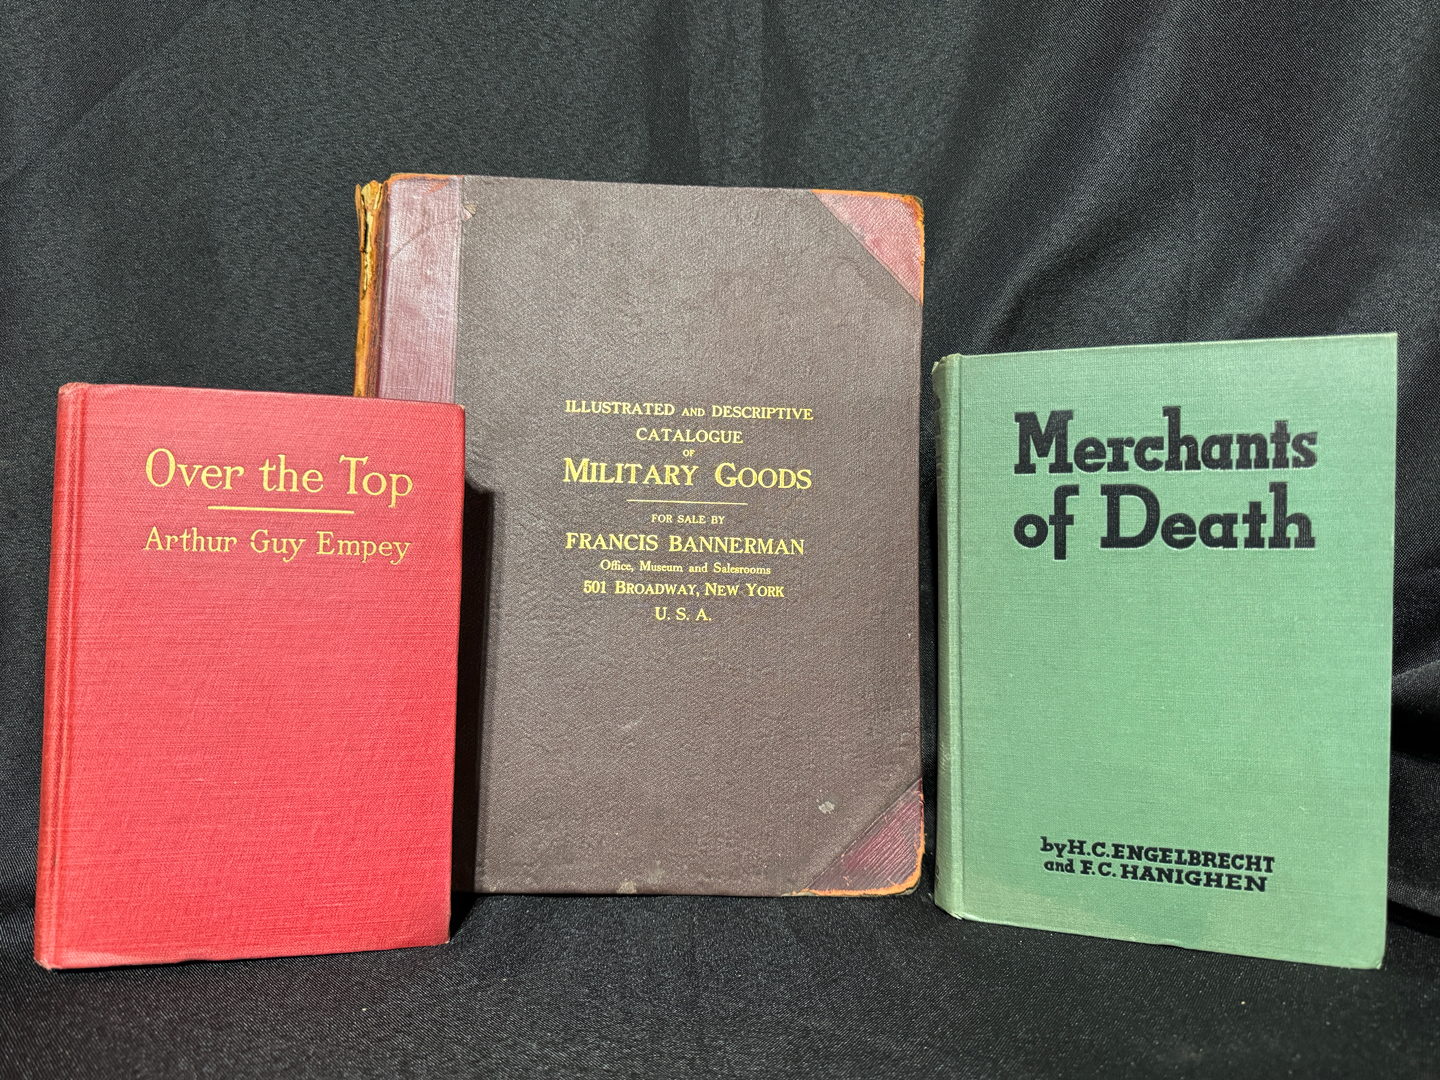 Over the Top
Arthur Guy Empey
ILLUSTRATED AND DESCRIPTIVE
CATALOGUE
OF
MILITARY GOODS
FOR SALE BY
FRANCIS BANNERMAN
Office, Museum and Salesrooms
501 BROADWAY, NEW YORK
U. S. A.
Merchants
of Death
by H. C. ENGELBRECHT
and F. C. HANIGHEN